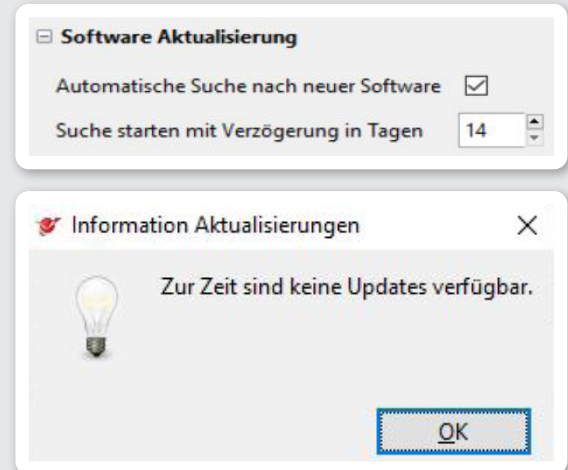 Software Aktualisierung
Automatische Suche nach neuer Software
Suche starten mit Verzögerung in Tagen 14
Information Aktualisierungen
Zur Zeit sind keine Updates verfügbar.
OK